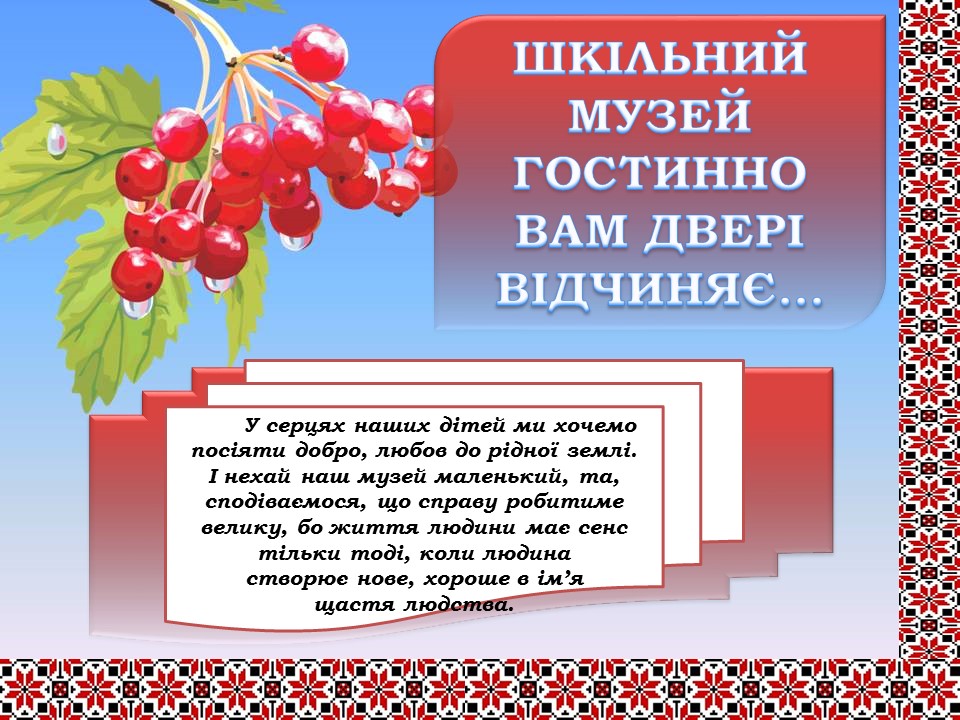 ШКІЛЬНИЙ
МУЗЕЙ
ГОСТИННО
ВАМ ДВЕРІ
ВІДЧИНЯЄ...
У серцях наших дітей ми хочемо
посіяти добро, любов до рідної землі.
І нехай наш музей маленький, та,
сподіваємося, що справу робитиме
велику, бо життя людини має сенс
тільки тоді, коли людина
створює нове, хороше в ім’я
щастя людства.